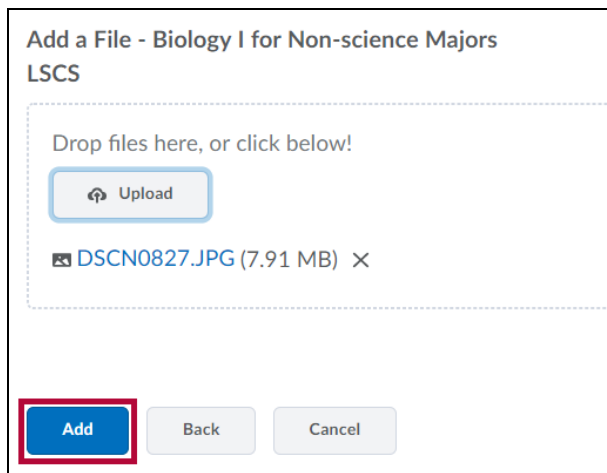 Add a File - Biology I for Non-science Majors
LSCS
Drop files here, or click below!
Upload
DSCN0827.JPG (7.91 MB)
Add
Back
Cancel